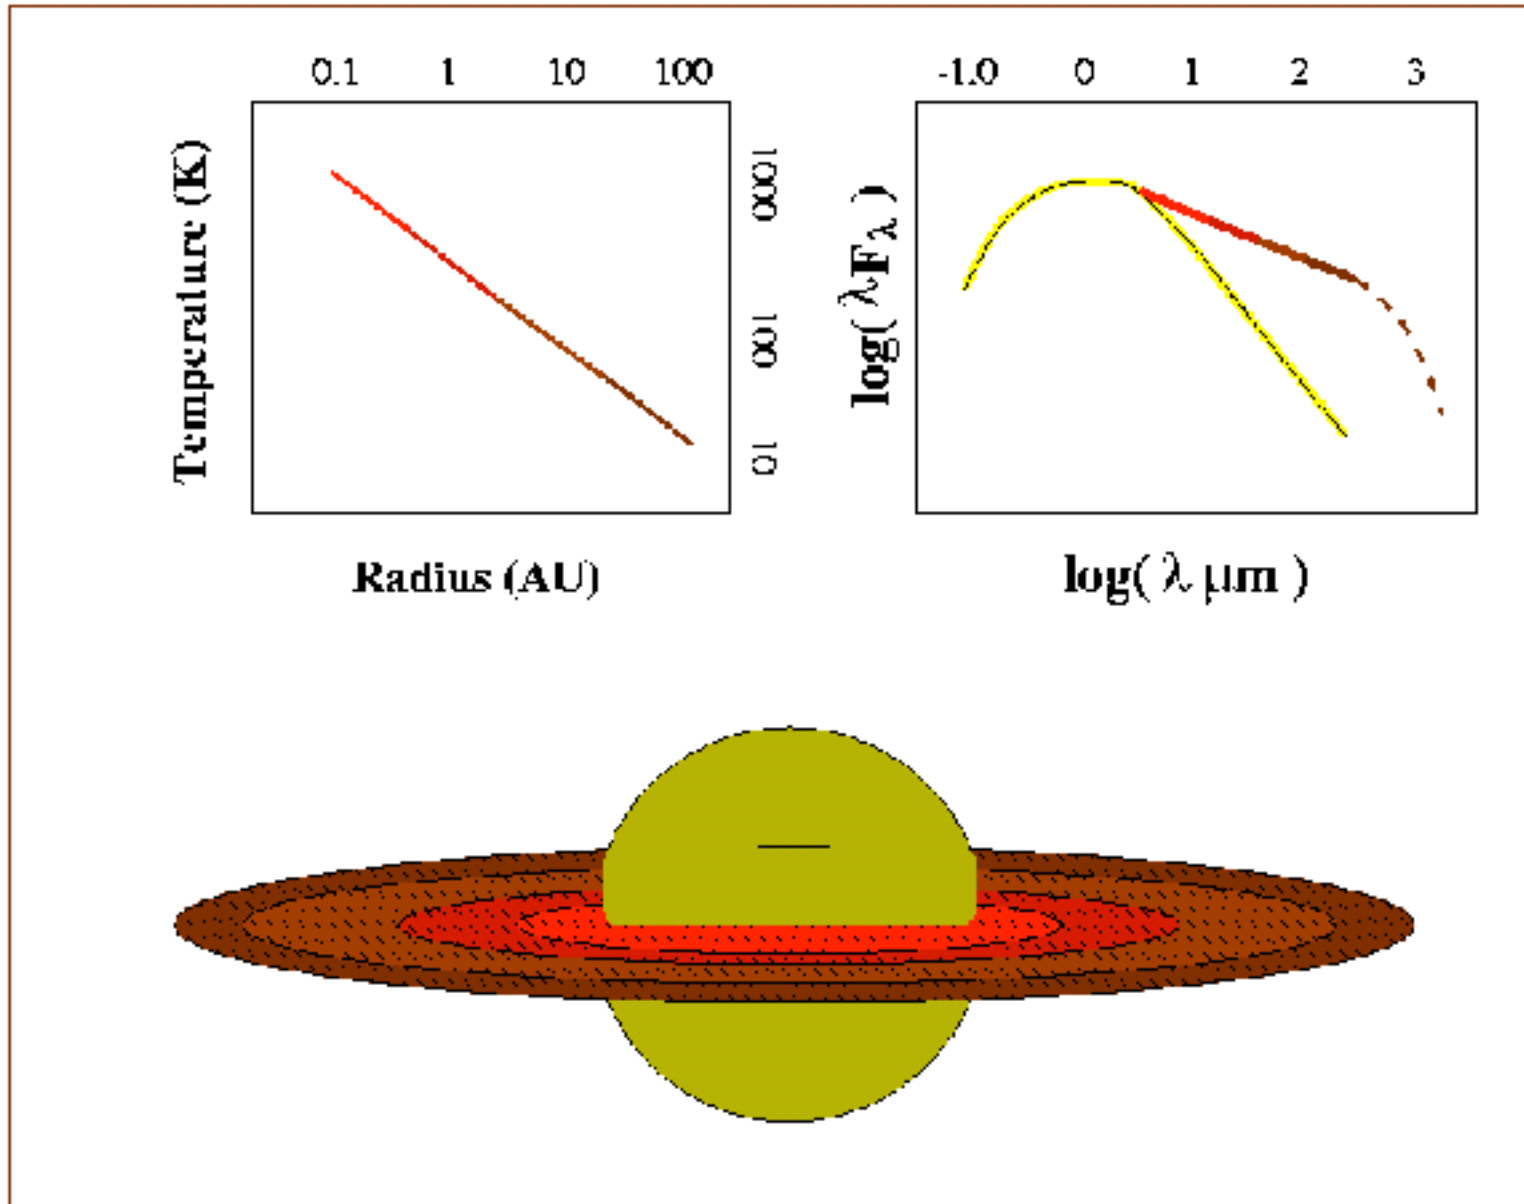 0.1 1 10 100
Temperature (K)
1000
100
10
Radius (AU)
-1.0 0 1 2 3
log( λFλ )
log( λ μm )